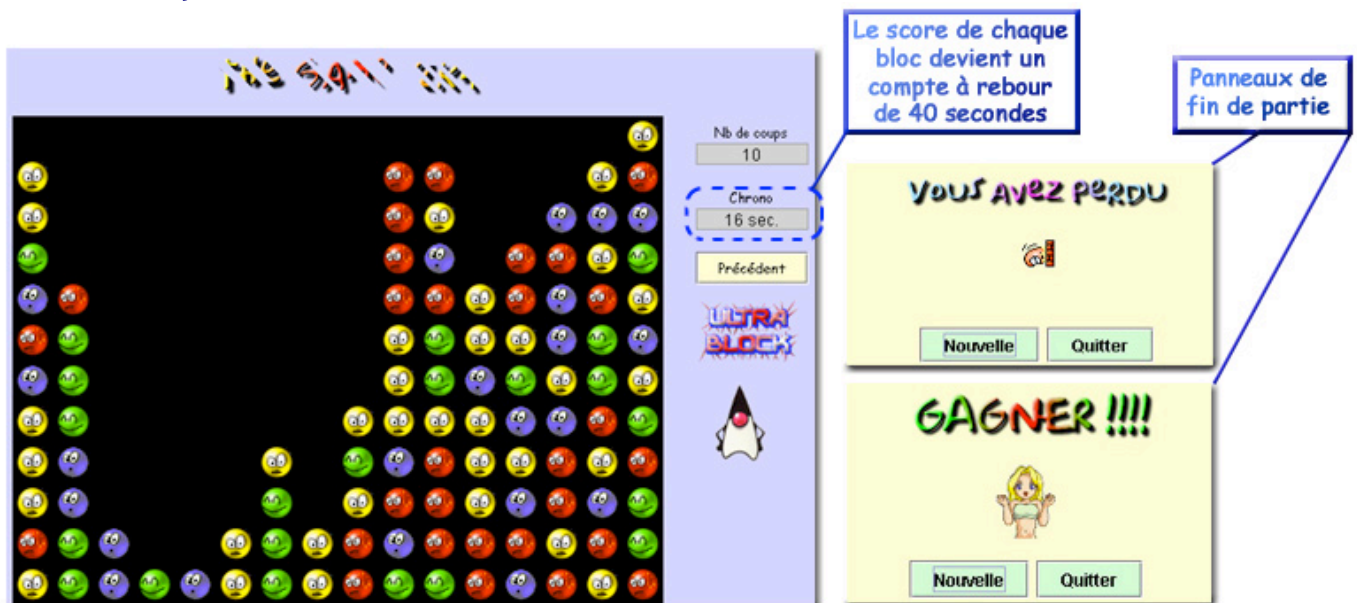 Le score de chaque
bloc devient un
compte à rebour
de 40 secondes
Panneaux de
fin de partie
Nb de coups
10
Chrono
16 sec.
Précédent
ULTRA
BLOCK
VOUS AVEZ PERDU
Nouvelle
Quitter
GAGNER !!!!
Nouvelle
Quitter